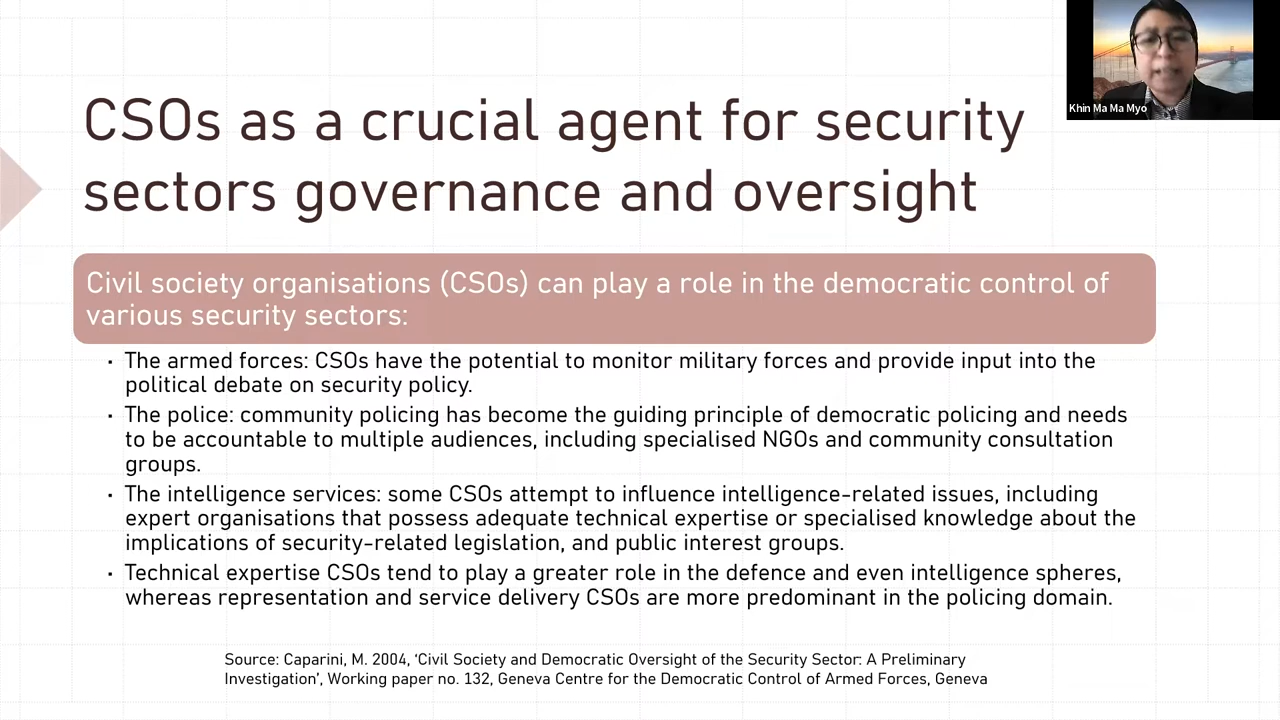 Khin Ma Ma Myo
CSOs as a crucial agent for security
sectors governance and oversight
Civil society organisations (CSOs) can play a role in the democratic control of
various security sectors:
· The armed forces: CSOs have the potential to monitor military forces and provide input into the
political debate on security policy.
· The police: community policing has become the guiding principle of democratic policing and needs
to be accountable to multiple audiences, including specialised NGOs and community consultation
groups.
· The intelligence services: some CSOs attempt to influence intelligence-related issues, including
expert organisations that possess adequate technical expertise or specialised knowledge about the
implications of security-related legislation, and public interest groups.
· Technical expertise CSOs tend to play a greater role in the defence and even intelligence spheres,
whereas representation and service delivery CSOs are more predominant in the policing domain.
Source: Caparini, M. 2004, ‘Civil Society and Democratic Oversight of the Security Sector: A Preliminary
Investigation’, Working paper no. 132, Geneva Centre for the Democratic Control of Armed Forces, Geneva